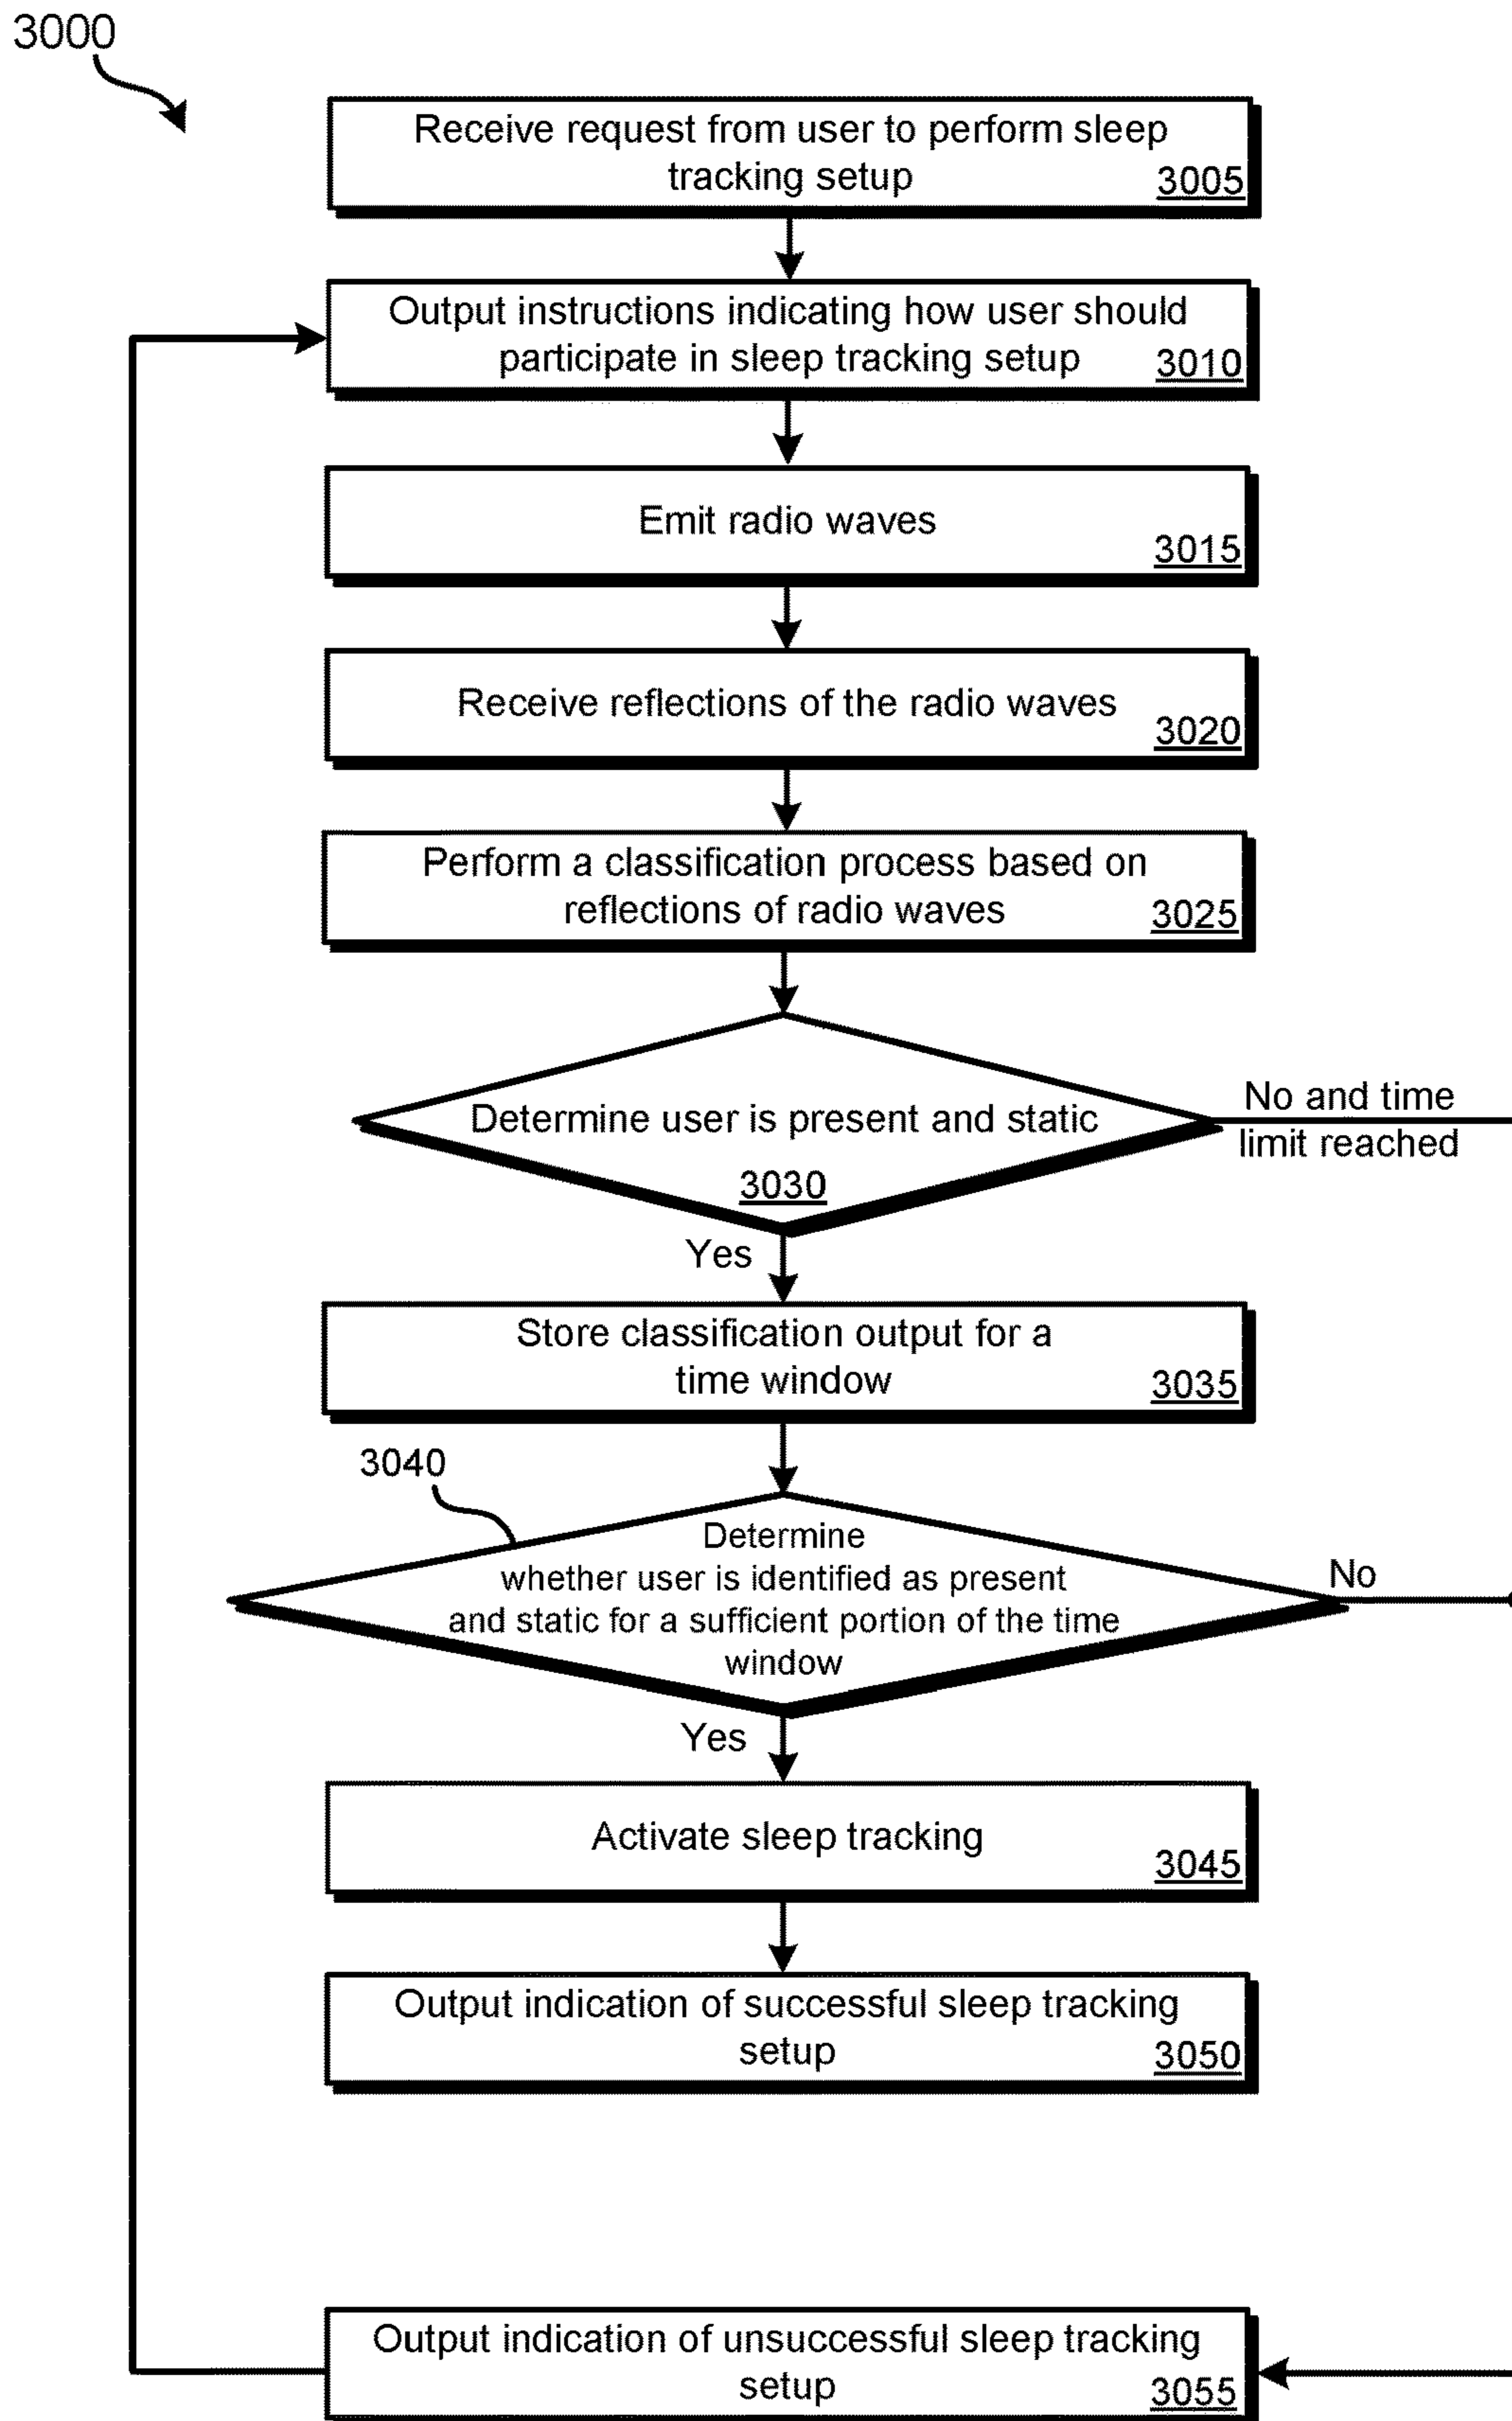 3000
Receive request from user to perform sleep
tracking setup
3005
Output instructions indicating how user should
participate in sleep tracking setup
3010
Emit radio waves
3015
Receive reflections of the radio waves
3020
Perform a classification process based on
reflections of radio waves
3025
Determine user is present and static
3030
No and time
limit reached
Yes
Store classification output for a
time window
3035
3040
Determine
whether user is identified as present
and static for a sufficient portion of the time
window
No
Yes
Activate sleep tracking
3045
Output indication of successful sleep tracking
setup
3050
Output indication of unsuccessful sleep tracking
setup
3055